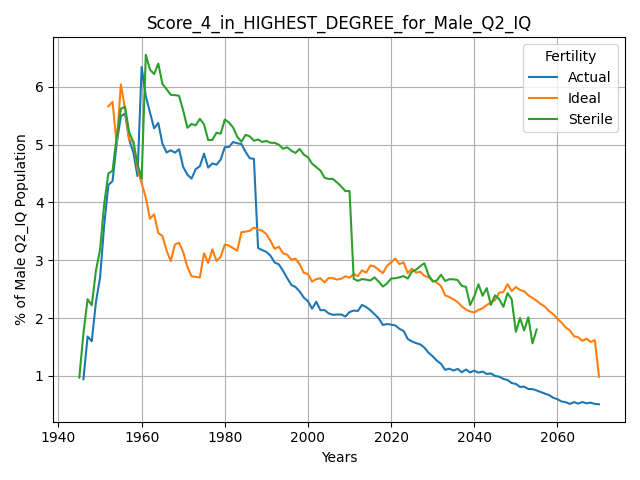 Score_4_in_HIGHEST_DEGREE_for_Male_Q2_IQ
% of Male Q2_IQ Population
6
5
4
3
2
1
Fertility
Actual
Ideal
Sterile
1940 1960 1980 2000 2020 2040 2060
Years